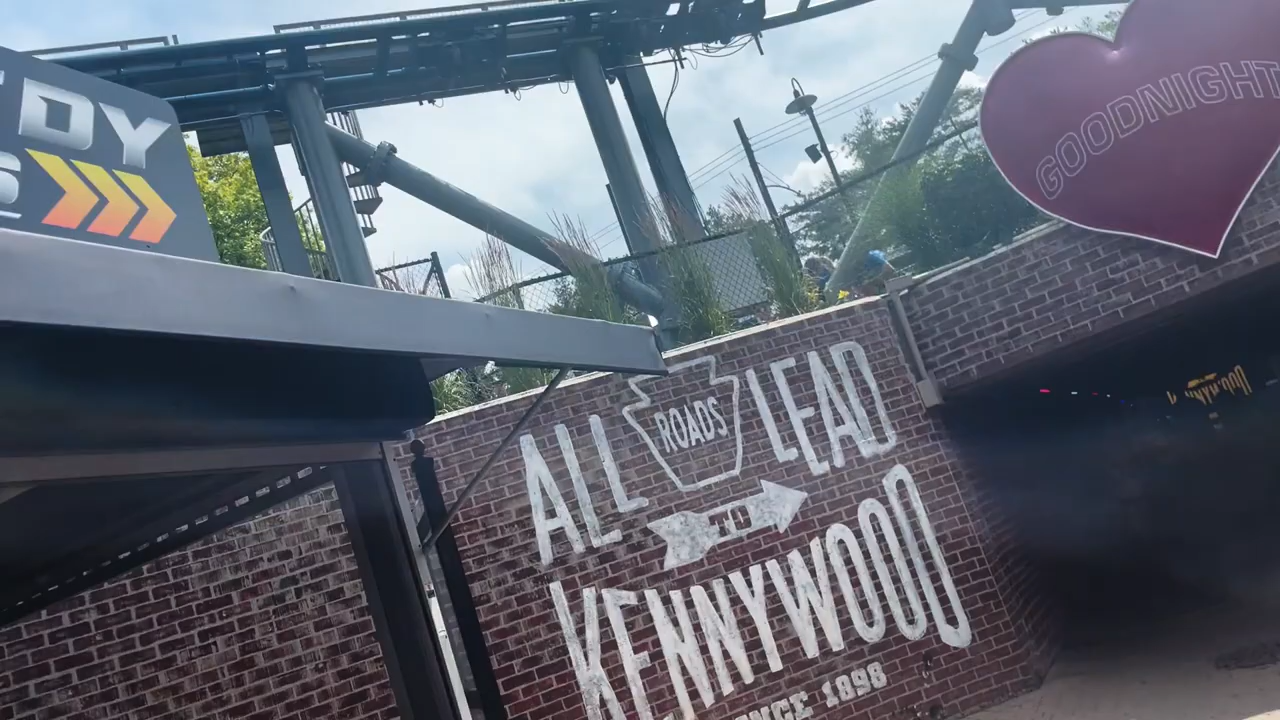 DY
GOODNIGHT
ALL ROADS LEAD
TO
KENNYWOOD
SINCE 1898